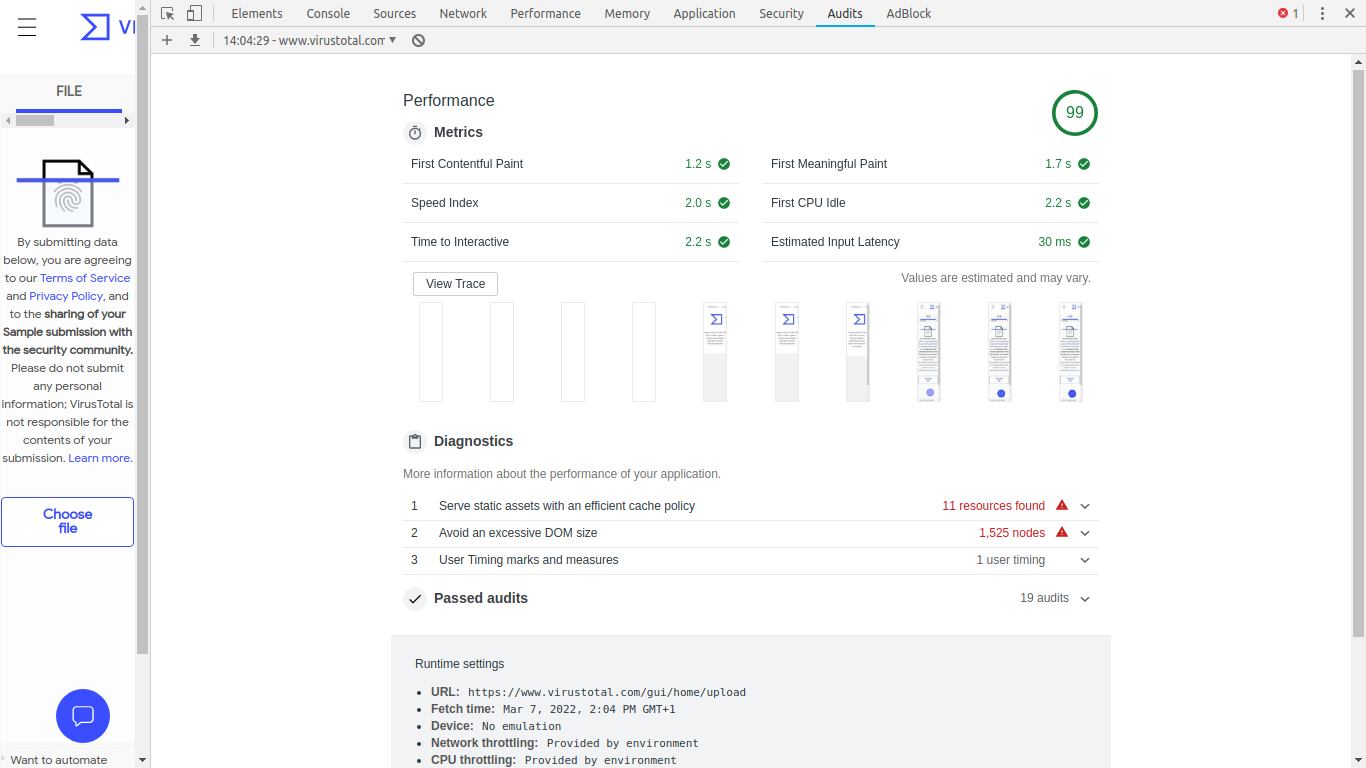 Elements Console Sources Network Performance Memory Application Security Audits AdBlock 1
14:04:29 - www.virustotal.com
VI
FILE
By submitting data
below, you are agreeing
to our Terms of Service
and Privacy Policy, and
to the sharing of your
Sample submission with
the security community.
Please do not submit
any personal
information; VirusTotal is
not responsible for the
contents of your
submission. Learn more.
Choose
file
Want to automate
Performance
99
Metrics
First Contentful Paint 1.2 s
First Meaningful Paint 1.7 s
Speed Index 2.0 s
First CPU Idle 2.2 s
Time to Interactive 2.2 s
Estimated Input Latency 30 ms
View Trace
Values are estimated and may vary.
Diagnostics
More information about the performance of your application.
1 Serve static assets with an efficient cache policy 11 resources found
2 Avoid an excessive DOM size 1,525 nodes
3 User Timing marks and measures 1 user timing
Passed audits 19 audits
Runtime settings
URL: https://www.virustotal.com/gui/home/upload
Fetch time: Mar 7, 2022, 2:04 PM GMT+1
Device: No emulation
Network throttling: Provided by environment
CPU throttling: Provided by environment